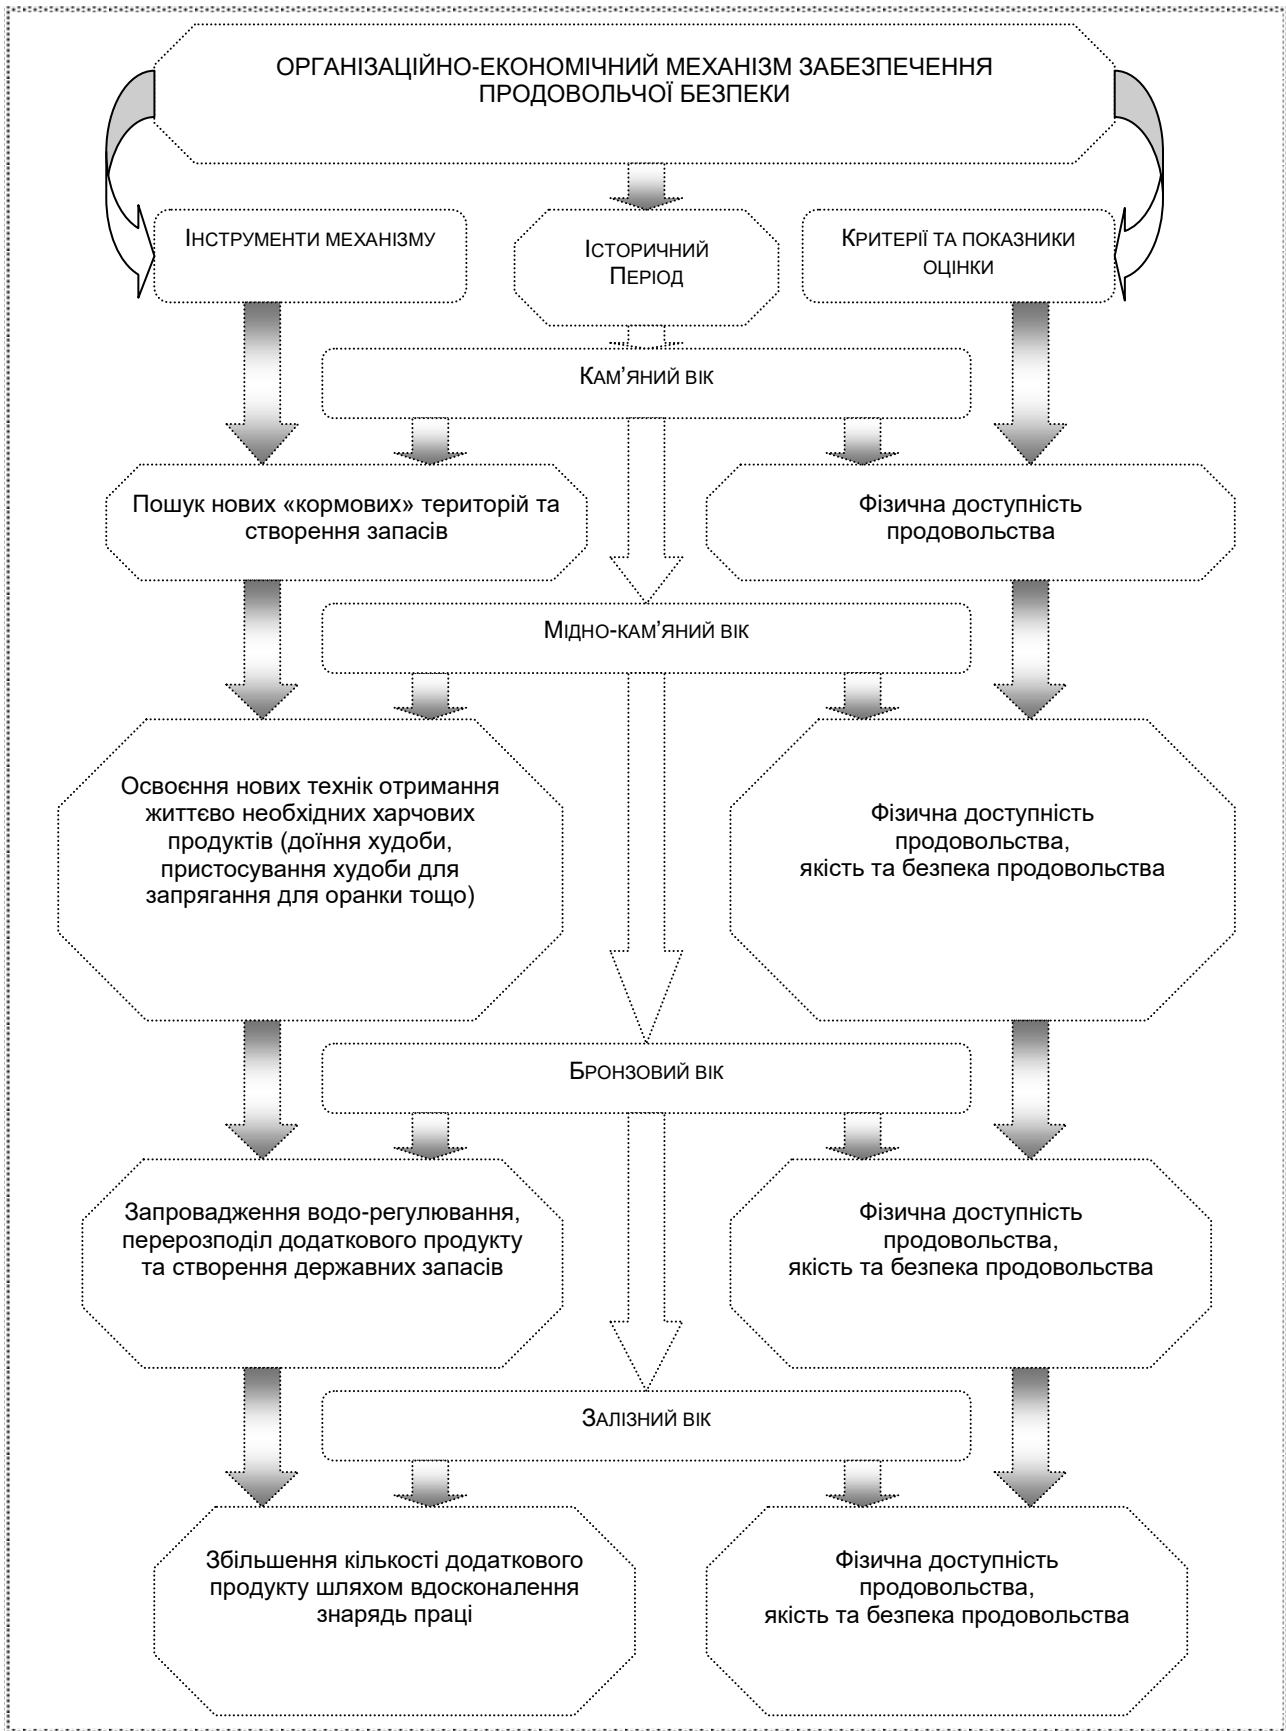 ОРГАНІЗАЦІЙНО-ЕКОНОМІЧНИЙ МЕХАНІЗМ ЗАБЕЗПЕЧЕННЯ
ПРОДОВОЛЬЧОЇ БЕЗПЕКИ
ІНСТРУМЕНТИ МЕХАНІЗМУ
ІСТОРИЧНИЙ
ПЕРІОД
КРИТЕРІЇ ТА ПОКАЗНИКИ
ОЦІНКИ
КАМ’ЯНИЙ ВІК
Пошук нових «кормових» територій та
створення запасів
Фізична доступність
продовольства
МІДНО-КАМ’ЯНИЙ ВІК
Освоєння нових технік отримання
життєво необхідних харчових
продуктів (доїння худоби,
пристосування худоби для
запрягання для оранки тощо)
Фізична доступність
продовольства,
якість та безпека продовольства
БРОНЗОВИЙ ВІК
Запровадження водо-регулювання,
перерозподіл додаткового продукту
та створення державних запасів
Фізична доступність
продовольства,
якість та безпека продовольства
ЗАЛІЗНИЙ ВІК
Збільшення кількості додаткового
продукту шляхом вдосконалення
знарядь праці
Фізична доступність
продовольства,
якість та безпека продовольства